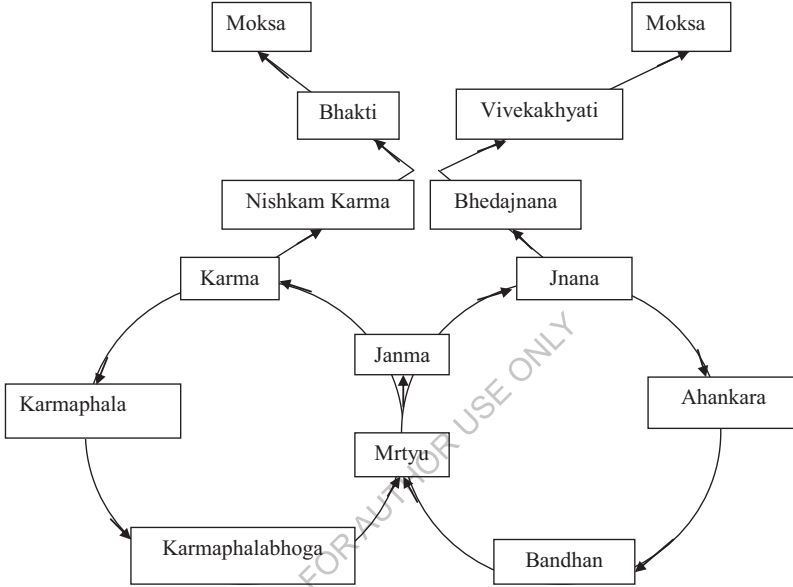 Moksa
Moksa
Bhakti
Vivekakhyati
Nishkam Karma
Bhedajnana
Karma
Jnana
Janma
Karmaphala
Ahankara
Mrtyu
Karmaphalabhoga
Bandhan
FOR AUTHOR USE ONLY